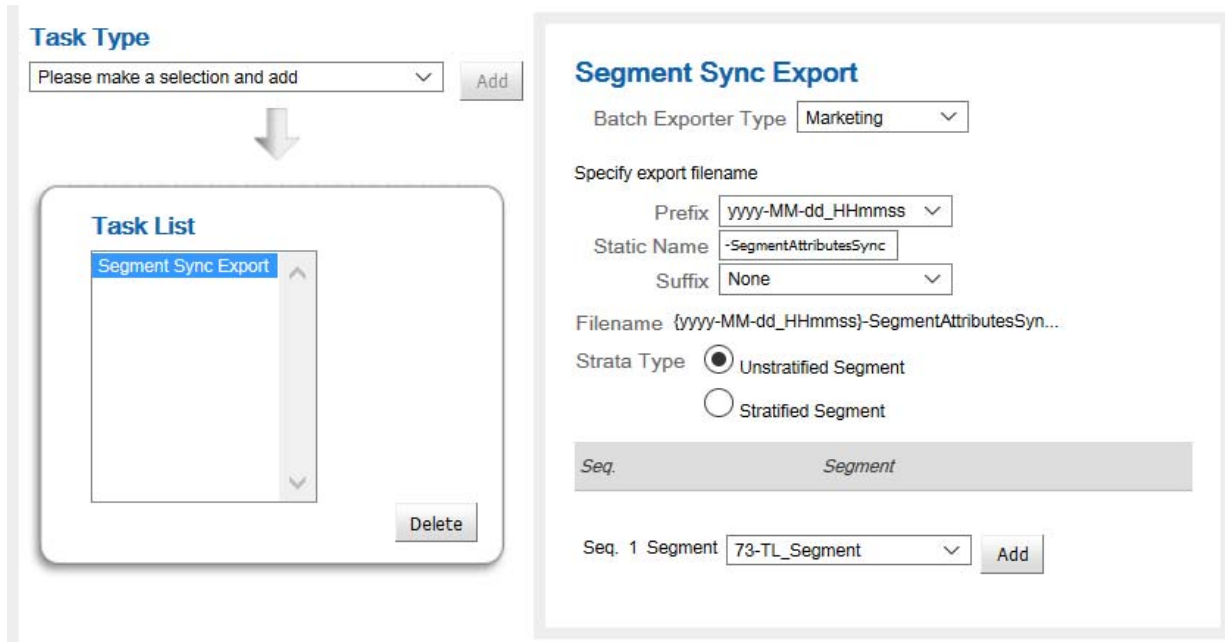 Task Type
Please make a selection and add
Add
Task List
Segment Sync Export
Delete
Segment Sync Export
Batch Exporter Type Marketing
Specify export filename
Prefix yyyy-MM-dd_HHmmss
Static Name -SegmentAttributesSync
Suffix None
Filename {yyyy-MM-dd_HHmmss}-SegmentAttributesSyn...
Strata Type Unstratified Segment
Stratified Segment
Seq. Segment
Seq. 1 Segment 73-TL_Segment Add